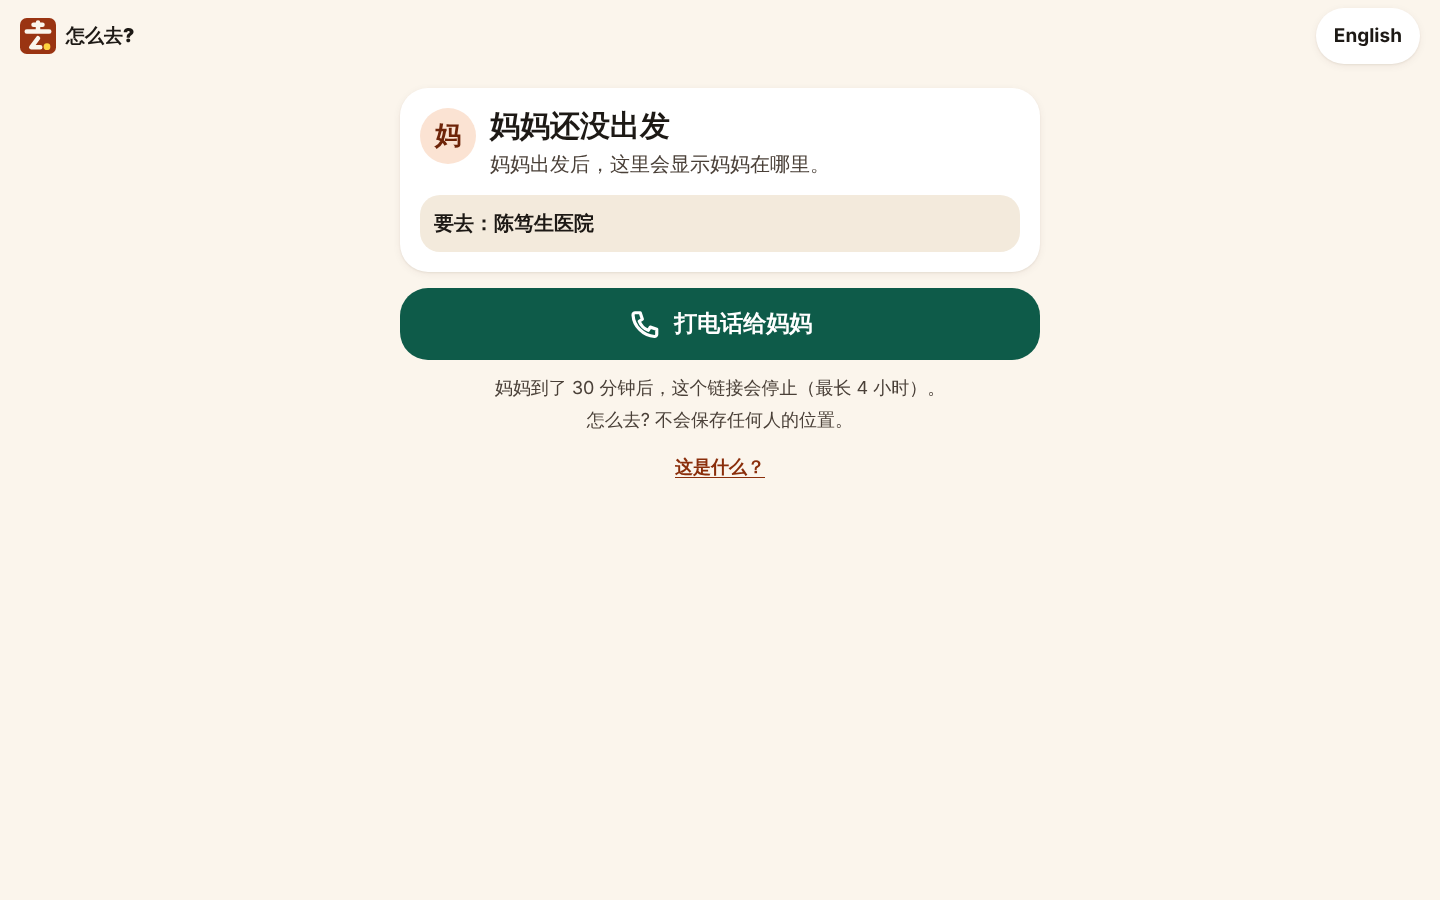 怎么去?
English
妈
妈妈还没出发
妈妈出发后，这里会显示妈妈在哪里。
要去：陈笃生医院
打电话给妈妈
妈妈到了 30 分钟后，这个链接会停止（最长 4 小时）。
怎么去? 不会保存任何人的位置。
这是什么？